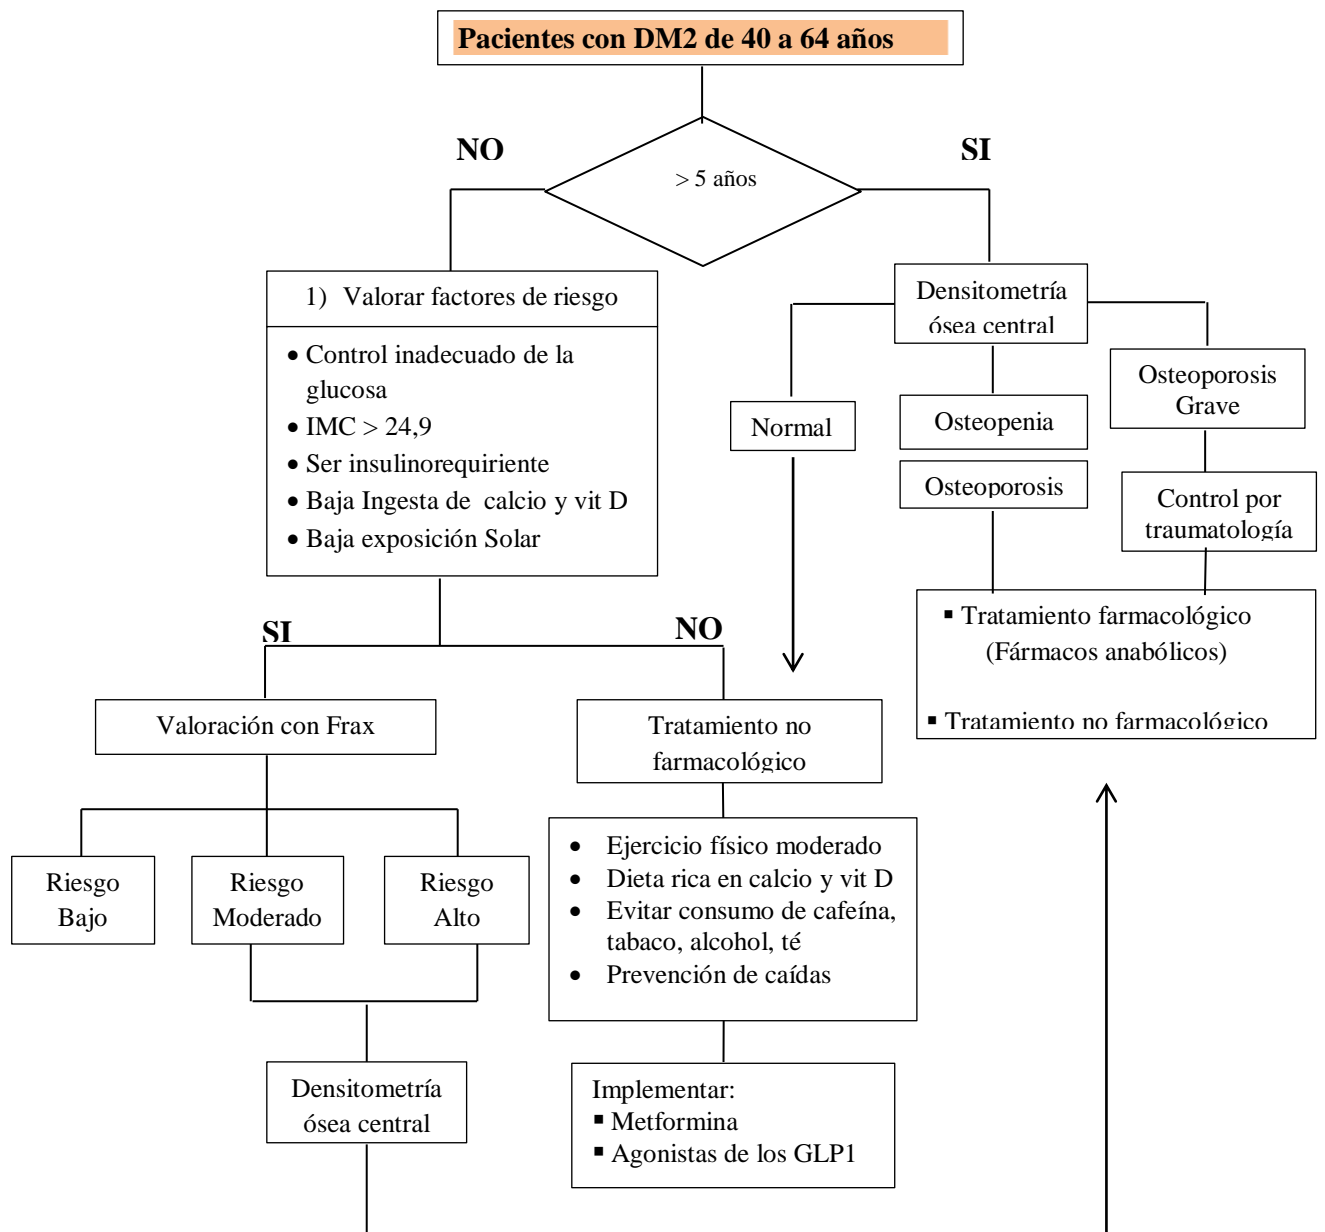 Pacientes con DM2 de 40 a 64 años
NO
SI
> 5 años
1) Valorar factores de riesgo
• Control inadecuado de la
glucosa
• IMC > 24,9
• Ser insulinorequiriente
• Baja Ingesta de calcio y vit D
• Baja exposición Solar
Densitometría
ósea central
Normal
Osteopenia
Osteoporosis
Osteoporosis
Grave
Control por
traumatología
▪ Tratamiento farmacológico
(Fármacos anabólicos)
▪ Tratamiento no farmacológico
SI
NO
Valoración con Frax
Tratamiento no
farmacológico
Riesgo
Bajo
Riesgo
Moderado
Riesgo
Alto
• Ejercicio físico moderado
• Dieta rica en calcio y vit D
• Evitar consumo de cafeína,
tabaco, alcohol, té
• Prevención de caídas
Densitometría
ósea central
Implementar:
▪ Metformina
▪ Agonistas de los GLP1